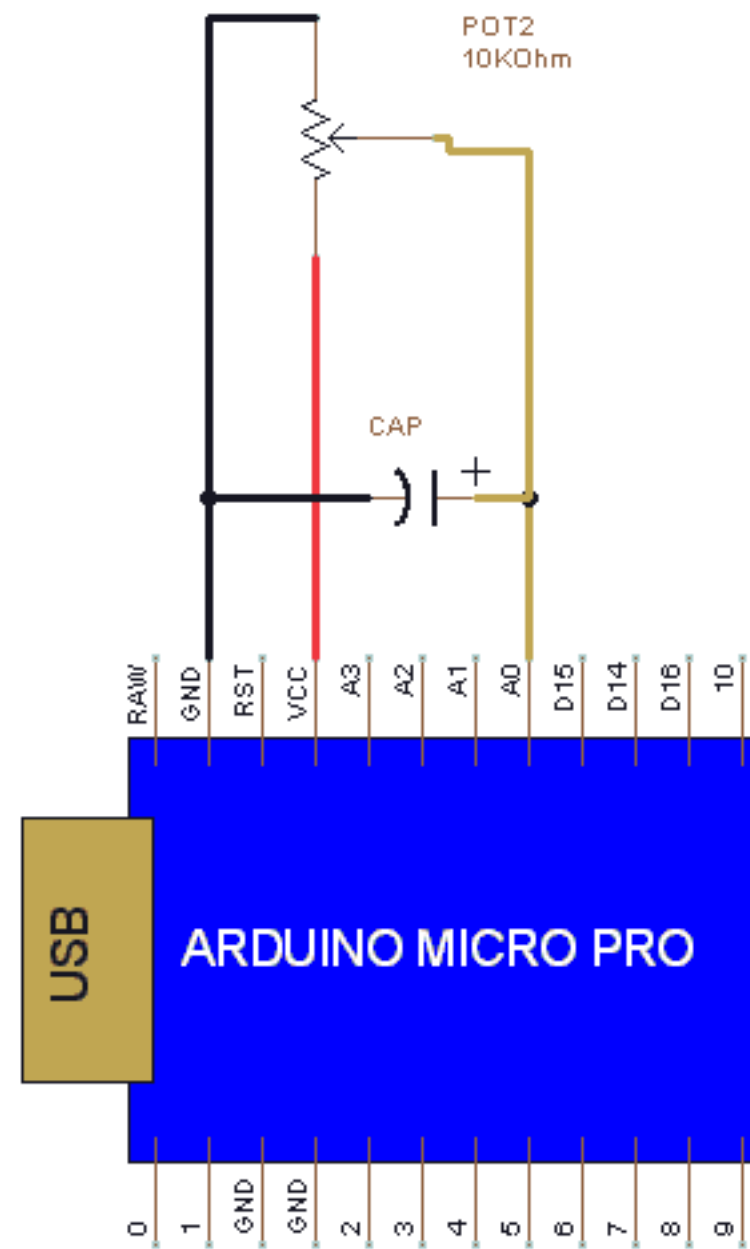 POT2
10KOhm
CAP
+
RAW
GND
RST
VCC
A3
A2
A1
A0
D15
D14
D16
10
USB
ARDUINO MICRO PRO
0
1
GND
GND
2
3
4
5
6
7
8
9